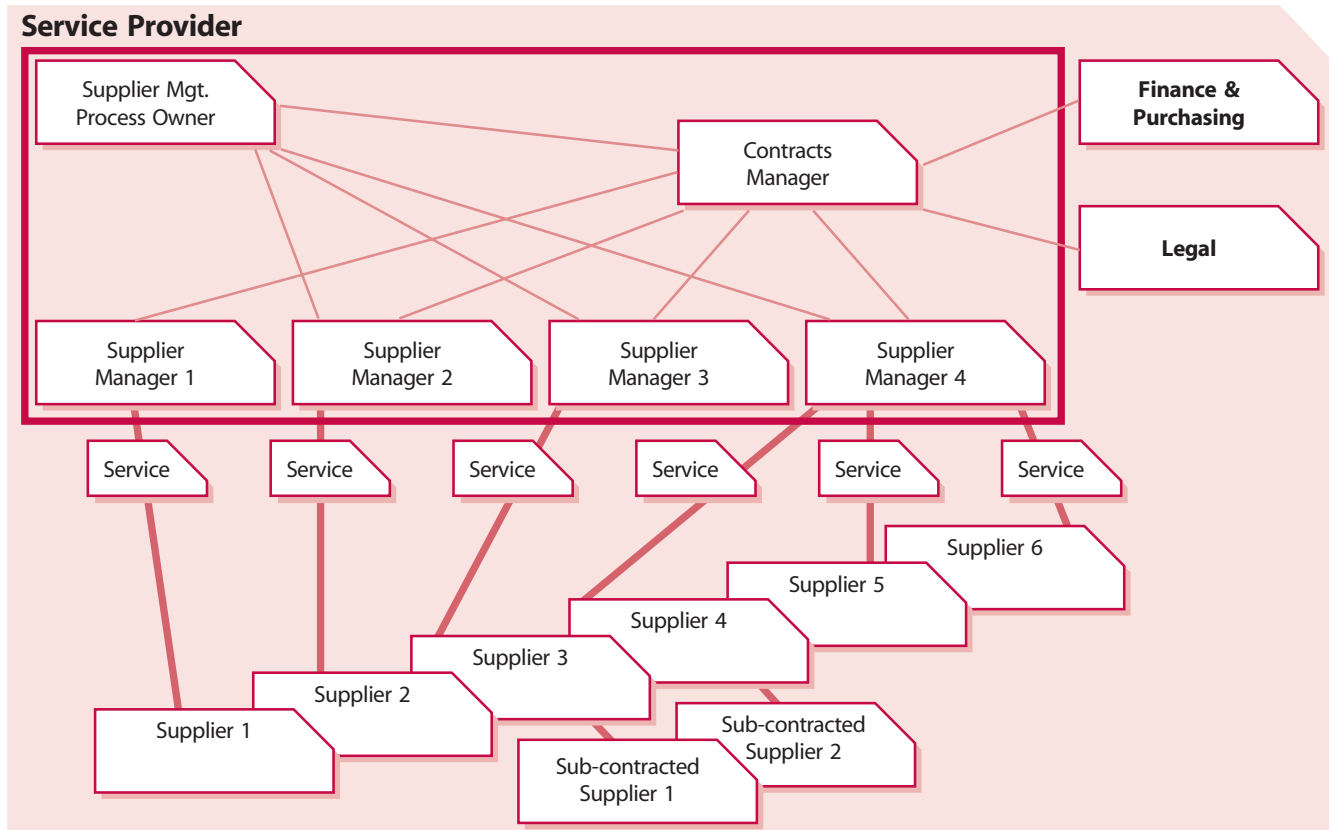 Service Provider
Supplier Mgt.
Process Owner
Finance &
Purchasing
Contracts
Manager
Legal
Supplier
Manager 1
Supplier
Manager 2
Supplier
Manager 3
Supplier
Manager 4
Service
Service
Service
Service
Service
Service
Supplier 6
Supplier 5
Supplier 4
Supplier 3
Supplier 2
Supplier 1
Sub-contracted
Supplier 2
Sub-contracted
Supplier 1